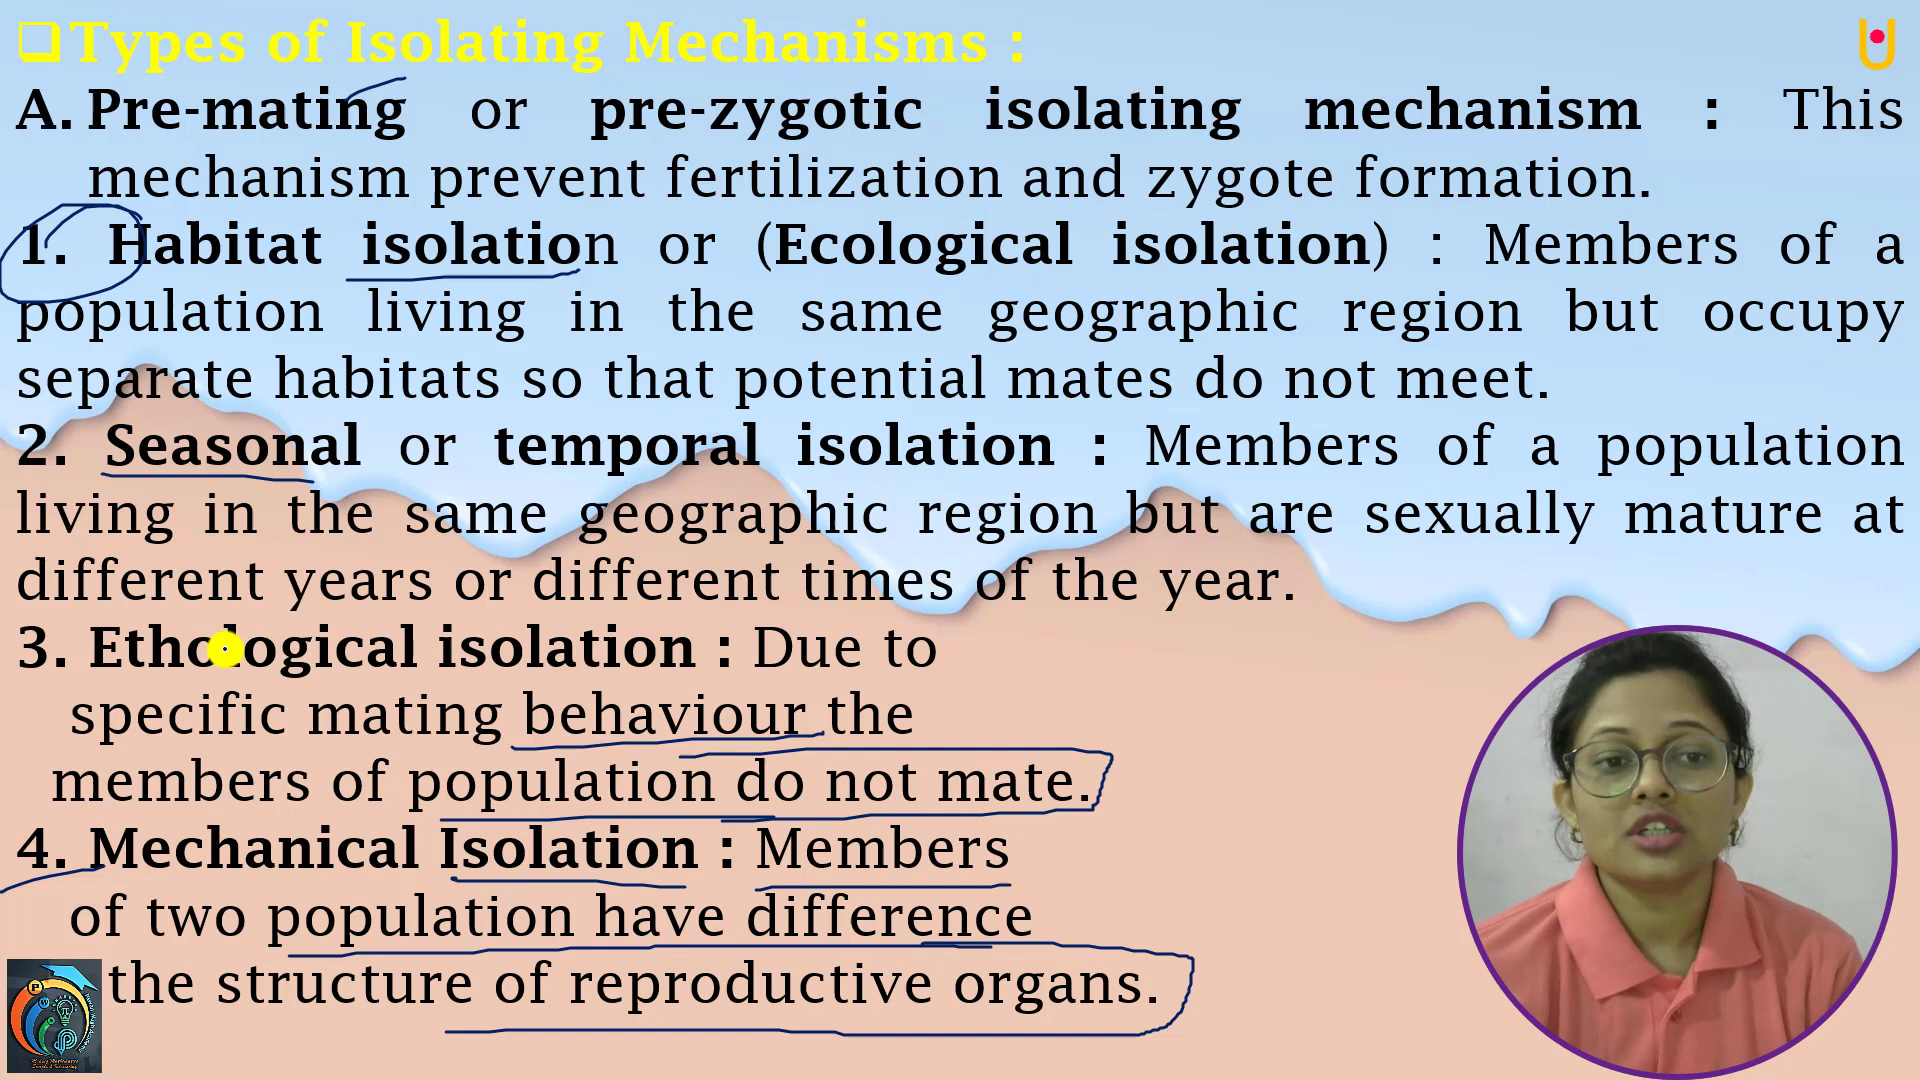 Types of Isolating Mechanisms :
A. Pre-mating or pre-zygotic isolating mechanism : This
mechanism prevent fertilization and zygote formation.
1. Habitat isolation or (Ecological isolation) : Members of a
population living in the same geographic region but occupy
separate habitats so that potential mates do not meet.
2. Seasonal or temporal isolation : Members of a population
living in the same geographic region but are sexually mature at
different years or different times of the year.
3. Ethological isolation : Due to
specific mating behaviour the
members of population do not mate.
4. Mechanical Isolation : Members
of two population have difference
the structure of reproductive organs.